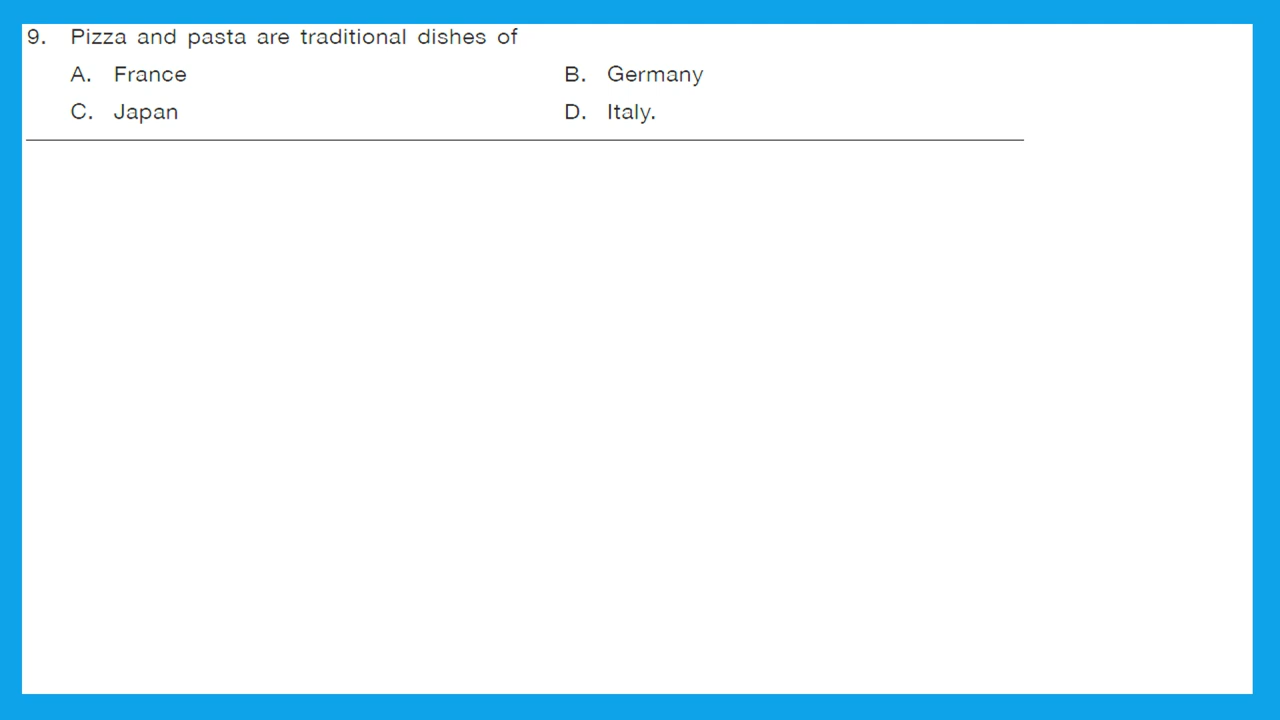 9. Pizza and pasta are traditional dishes of
A. France B. Germany
C. Japan D. Italy.